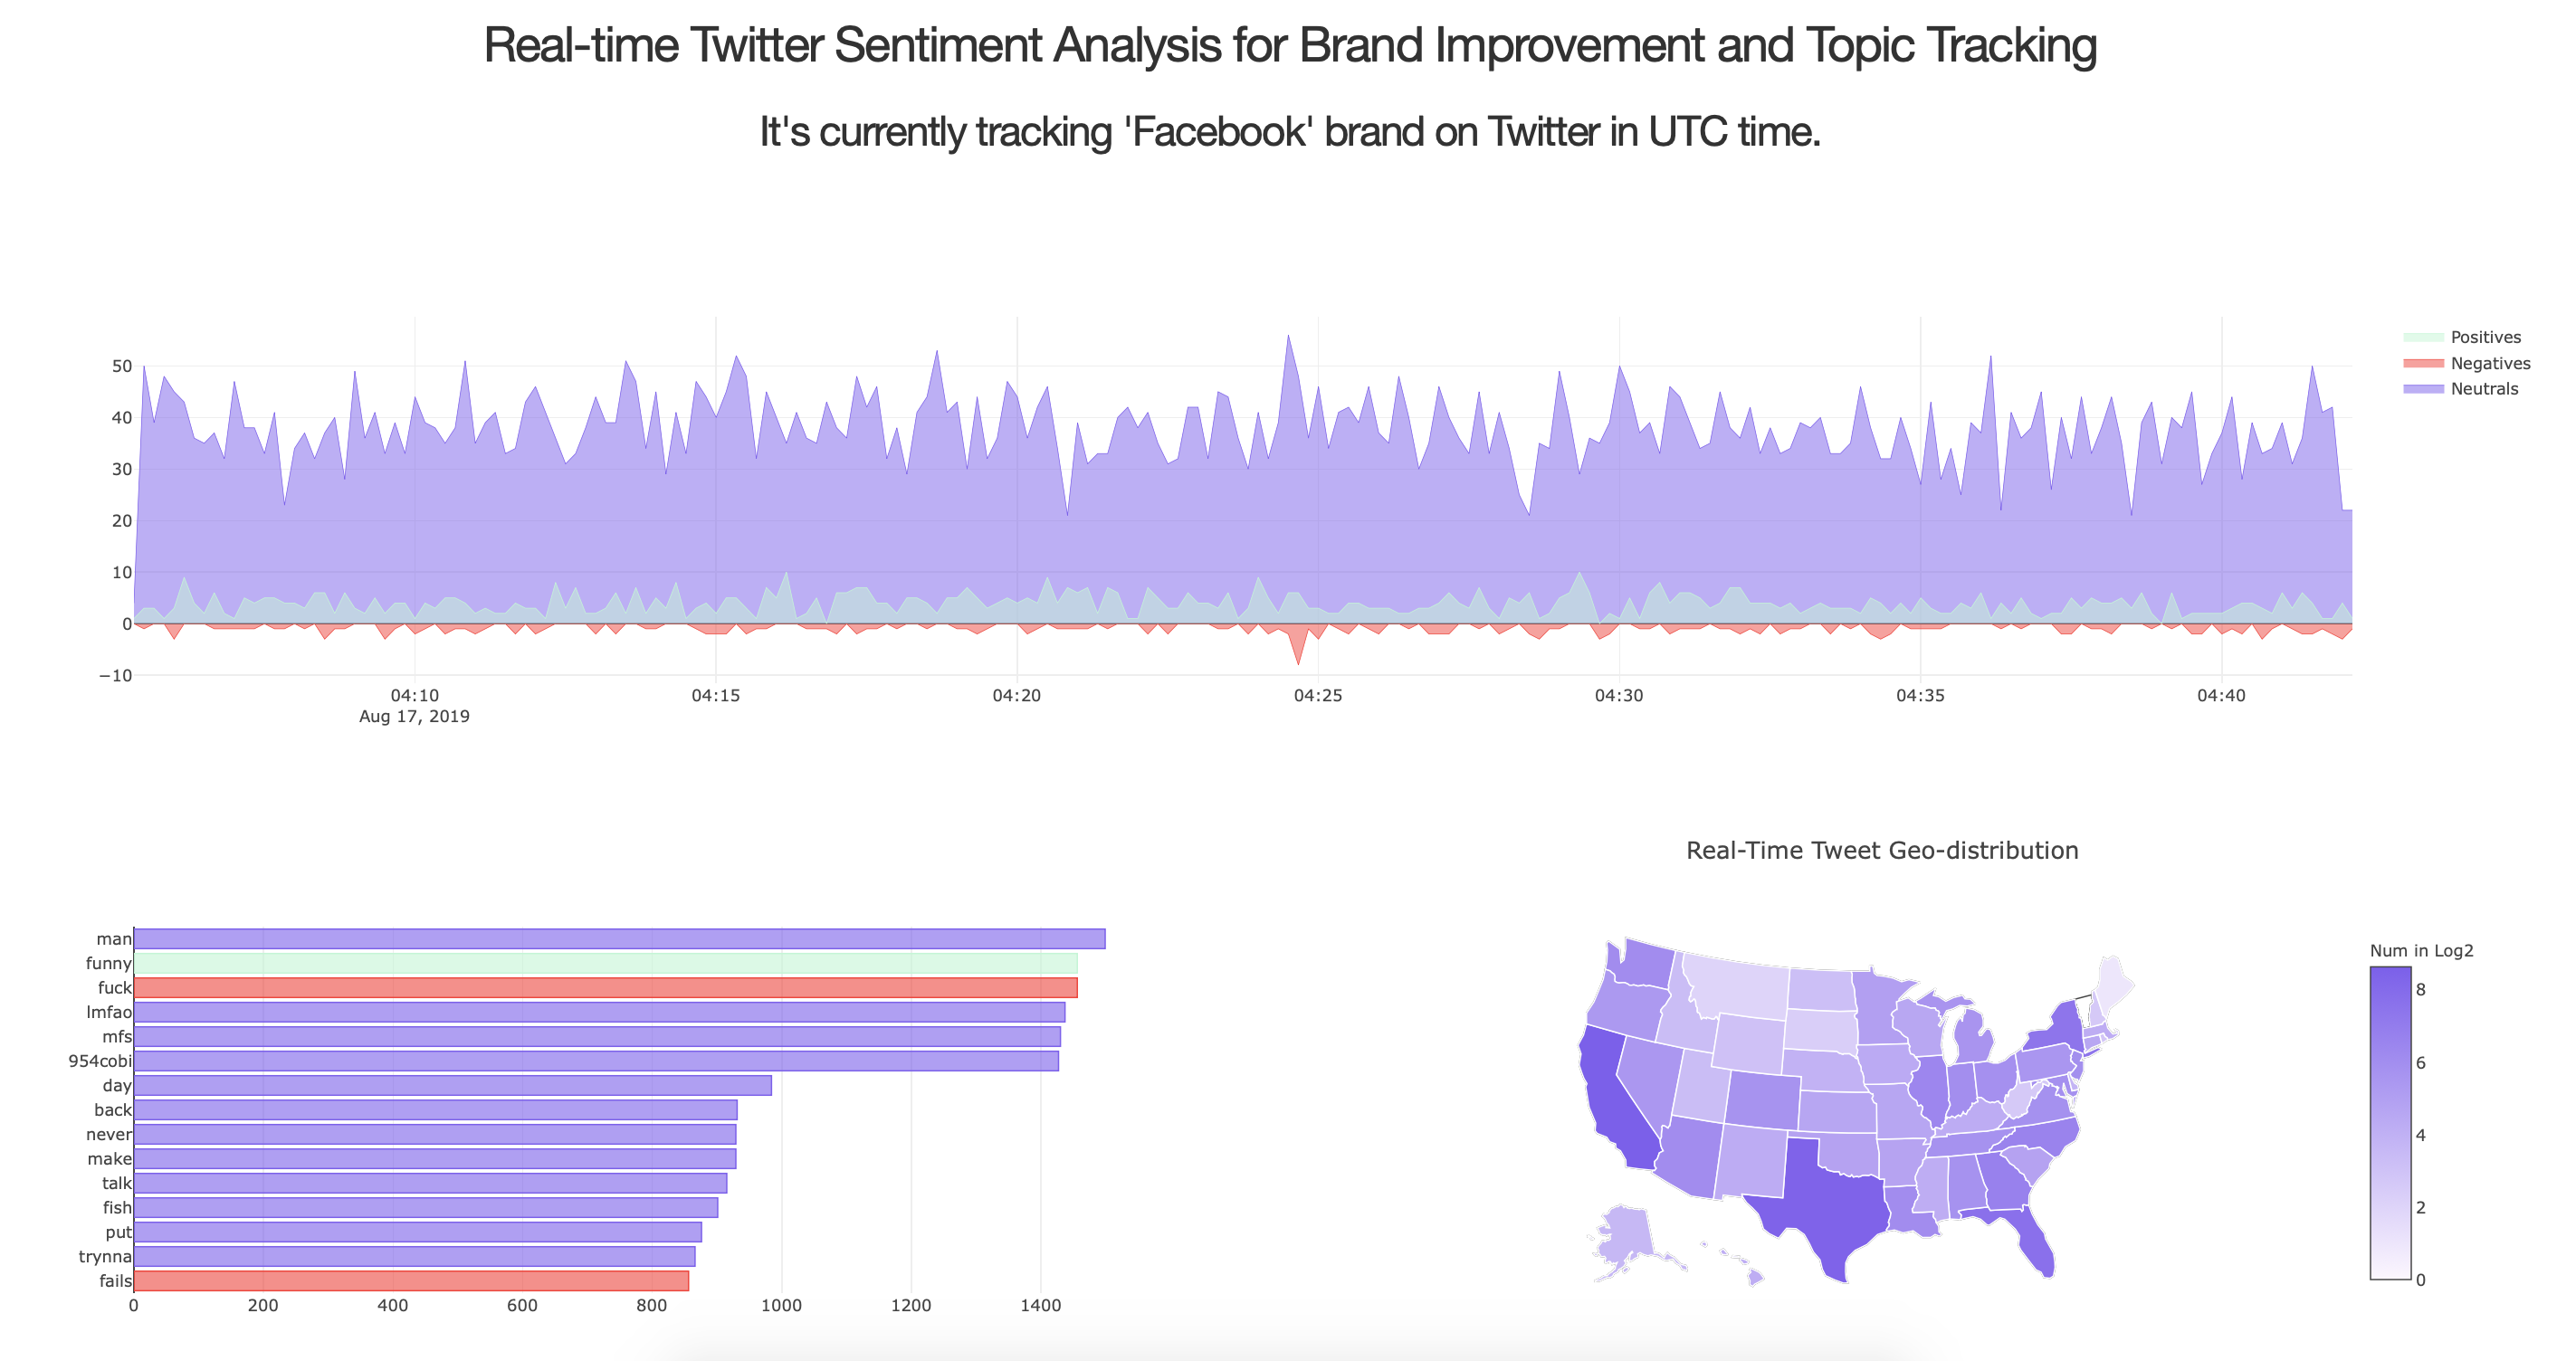 Real-time Twitter Sentiment Analysis for Brand Improvement and Topic Tracking
It's currently tracking 'Facebook' brand on Twitter in UTC time.
50
40
30
20
10
0
−10
04:10
Aug 17, 2019
04:15
04:20
04:25
04:30
04:35
04:40
Positives
Negatives
Neutrals
man
funny
fuck
lmfao
mfs
954cobi
day
back
never
make
talk
fish
put
trynna
fails
0
200
400
600
800
1000
1200
1400
Real-Time Tweet Geo-distribution
Num in Log2
8
6
4
2
0